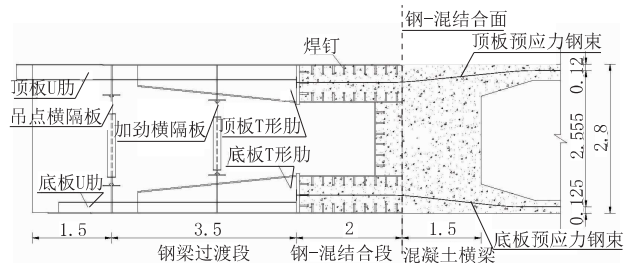 钢-混结合面
焊钉
顶板预应力钢束
顶板U肋
吊点横隔板
加劲横隔板
顶板T形肋
底板T形肋
底板U肋
0.12
2.555
2.8
0.125
1.5
3.5
2
1.5
底板预应力钢束
钢梁过渡段
钢-混结合段
混凝土横梁